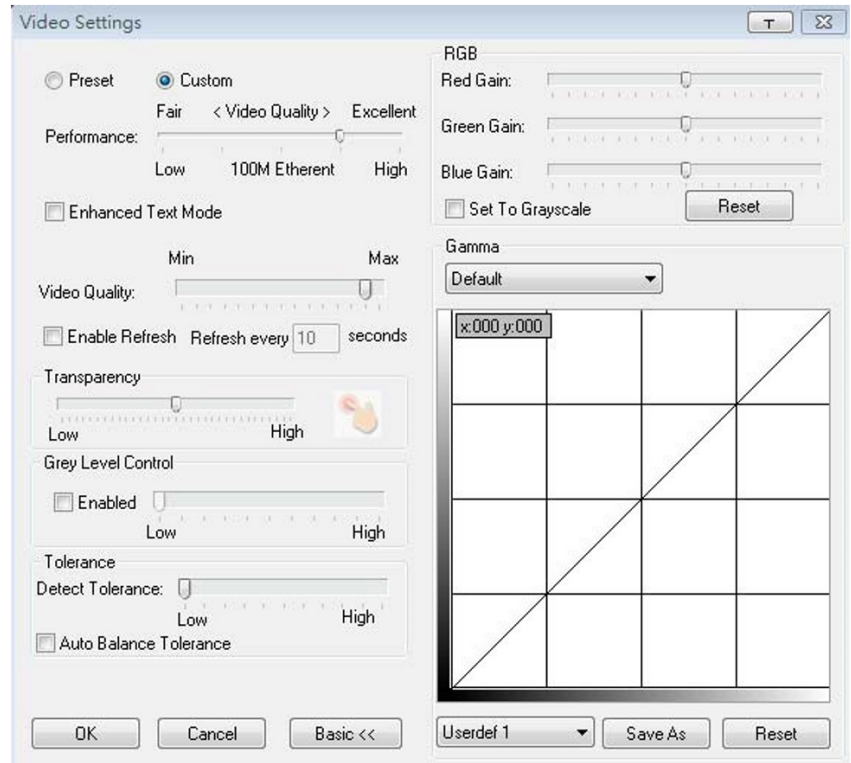 Video Settings
T
Preset
Custom
Fair < Video Quality > Excellent
Performance:
Low 100M Etherent High
Enhanced Text Mode
Min Max
Video Quality:
Enable Refresh Refresh every 10 seconds
Transparency
Low High
Grey Level Control
Enabled
Low High
Tolerance
Detect Tolerance:
Low High
Auto Balance Tolerance
OK Cancel Basic <<
RGB
Red Gain:
Green Gain:
Blue Gain:
Set To Grayscale Reset
Gamma
Default
x:000 y:000
Userdef 1 Save As Reset